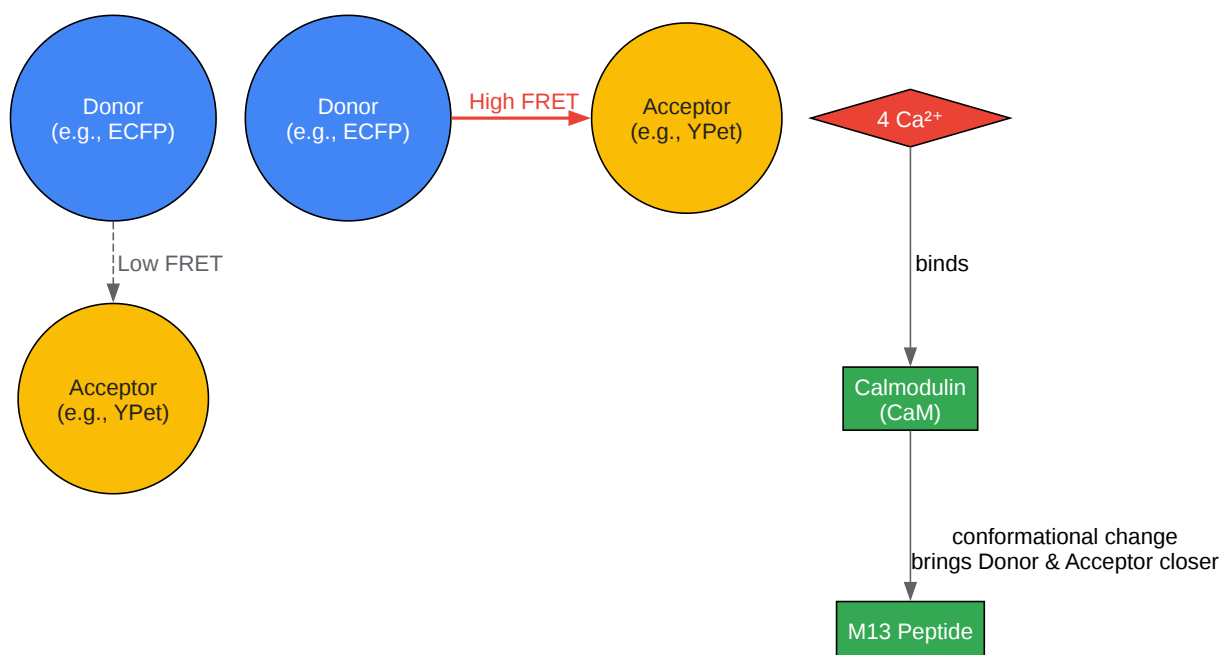 Donor
(e.g., ECFP)
Donor
(e.g., ECFP)
High FRET
Acceptor
(e.g., YPet)
4 Ca²⁺
Low FRET
binds
Acceptor
(e.g., YPet)
Calmodulin
(CaM)
conformational change
brings Donor & Acceptor closer
M13 Peptide